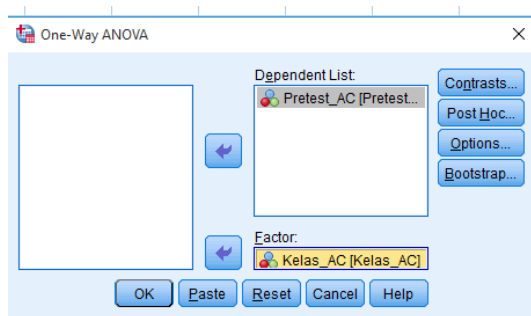 One-Way ANOVA
Dependent List:
Pretest_AC [Pretest...
Contrasts...
Post Hoc...
Options...
Bootstrap...
Factor:
Kelas_AC [Kelas_AC]
OK Paste Reset Cancel Help